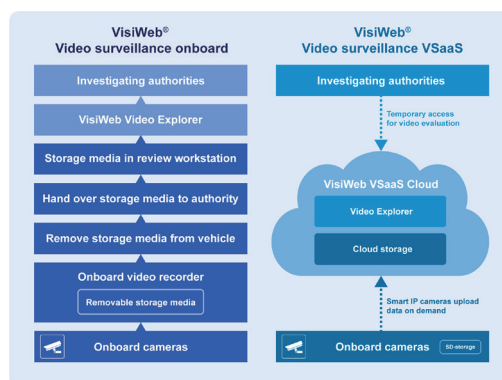 VisiWeb®
Video surveillance onboard
Investigating authorities
VisiWeb Video Explorer
Storage media in review workstation
Hand over storage media to authority
Remove storage media from vehicle
Onboard video recorder
Removable storage media
Onboard cameras
VisiWeb®
Video surveillance VSaaS
Investigating authorities
Temporary access
for video evaluation
VisiWeb VSaaS Cloud
Video Explorer
Cloud storage
Smart IP cameras upload
data on demand
Onboard cameras
SD-storage